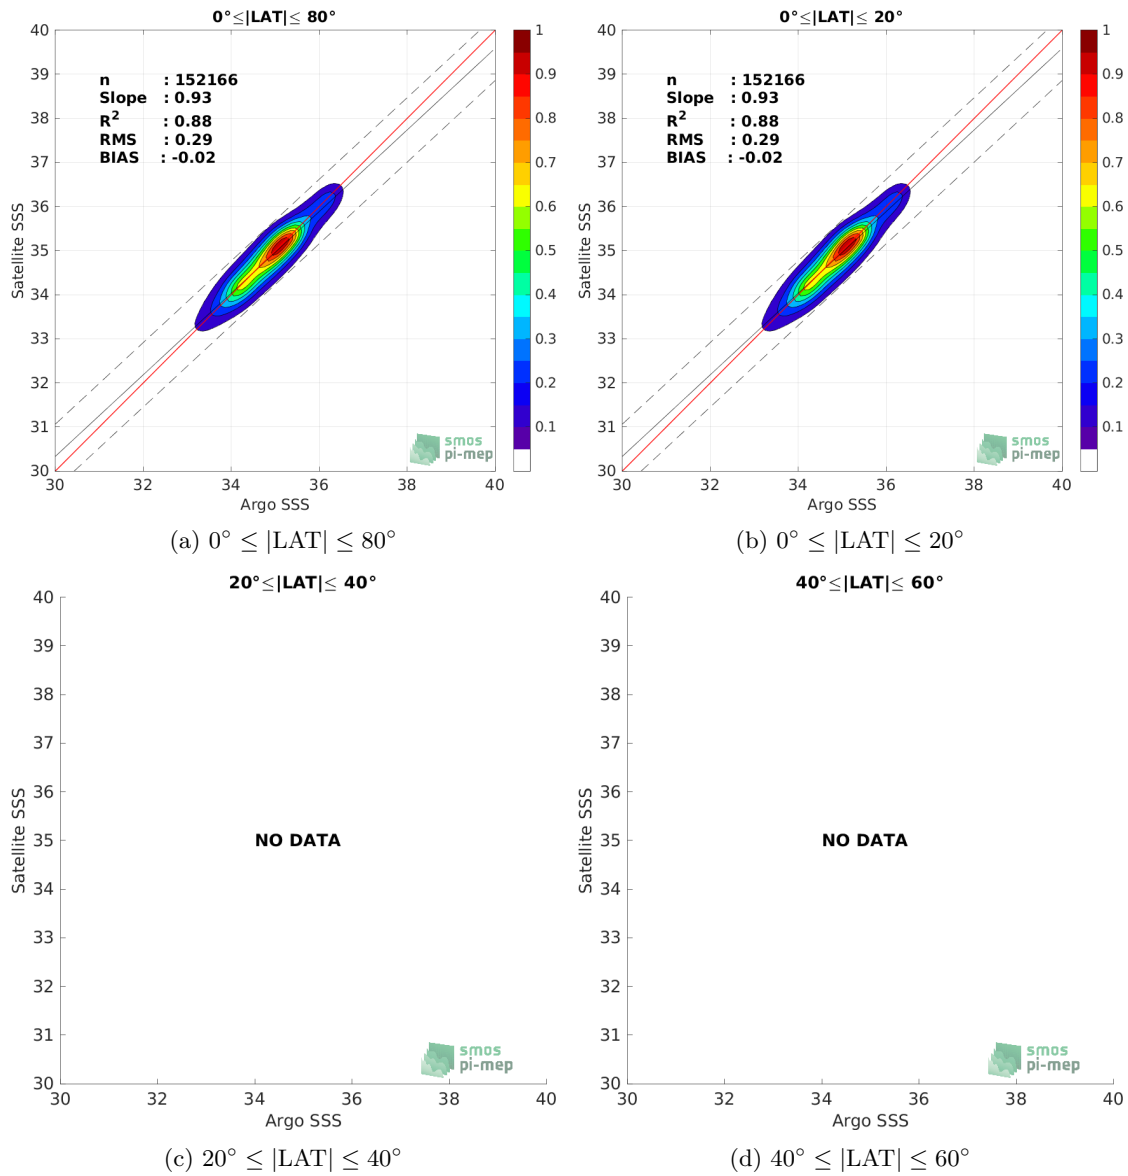 0°≤|LAT|≤ 80°
40
39
38
37
36
35
34
33
32
31
30
Satellite SSS
n : 152166
Slope : 0.93
R² : 0.88
RMS : 0.29
BIAS : -0.02
smos
pi-mep
30 32 34 36 38 40
Argo SSS
1
0.9
0.8
0.7
0.6
0.5
0.4
0.3
0.2
0.1
(a) 0° ≤ |LAT| ≤ 80°
0°≤|LAT|≤ 20°
40
39
38
37
36
35
34
33
32
31
30
Satellite SSS
n : 152166
Slope : 0.93
R² : 0.88
RMS : 0.29
BIAS : -0.02
smos
pi-mep
30 32 34 36 38 40
Argo SSS
1
0.9
0.8
0.7
0.6
0.5
0.4
0.3
0.2
0.1
(b) 0° ≤ |LAT| ≤ 20°
20°≤|LAT|≤ 40°
40
39
38
37
36
35
34
33
32
31
30
Satellite SSS
NO DATA
smos
pi-mep
30 32 34 36 38 40
Argo SSS
(c) 20° ≤ |LAT| ≤ 40°
40°≤|LAT|≤ 60°
40
39
38
37
36
35
34
33
32
31
30
Satellite SSS
NO DATA
smos
pi-mep
30 32 34 36 38 40
Argo SSS
(d) 40° ≤ |LAT| ≤ 60°